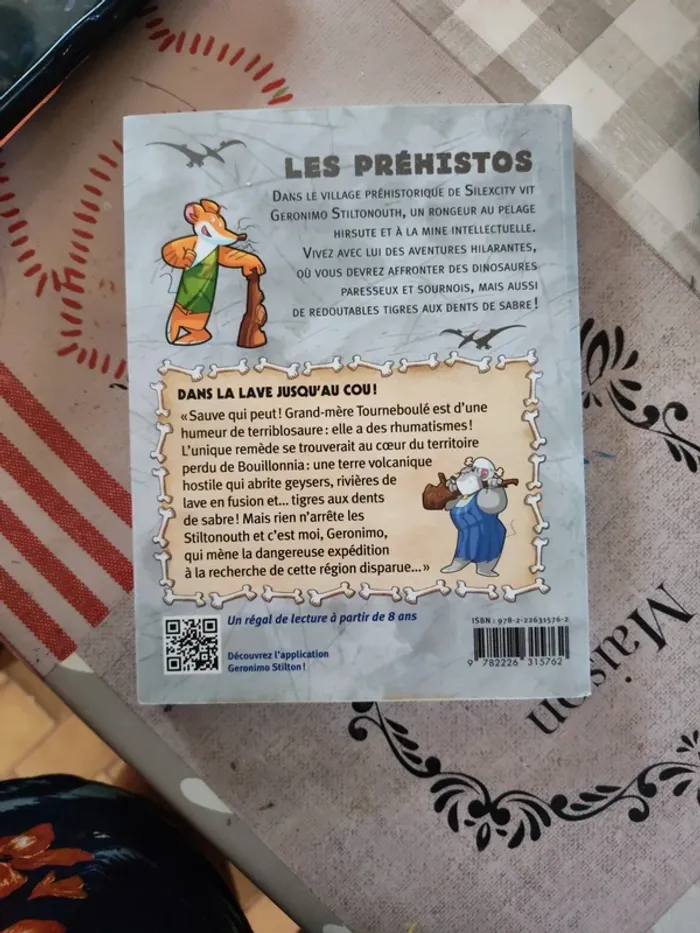 LES PRÉHISTOS
DANS LE VILLAGE PRÉHISTORIQUE DE SILEXCITY VIT
GERONIMO STILTONOUTH, UN RONGEUR AU PELAGE
HIRSUTE ET À LA MINE INTELLECTUELLE.
VIVEZ AVEC LUI DES AVENTURES HILARANTES,
OÙ VOUS DEVREZ AFFRONTER DES DINOSAURES
PARESSEUX ET SOURNOIS, MAIS AUSSI
DE REDOUTABLES TIGRES AUX DENTS DE SABRE !
DANS LA LAVE JUSQU'AU COU !
« Sauve qui peut ! Grand-mère Tourneboulé est d'une
humeur de terriblosaure : elle a des rhumatismes !
L'unique remède se trouverait au cœur du territoire
perdu de Bouillonnia : une terre volcanique
hostile qui abrite geysers, rivières de
lave en fusion et... tigres aux dents
de sabre ! Mais rien n'arrête les
Stiltonouth et c'est moi, Geronimo,
qui mène la dangereuse expédition
à la recherche de cette région disparue... »
Un régal de lecture à partir de 8 ans
Découvrez l'application
Geronimo Stilton !
ISBN : 978-2-22631576-2
9 782226 315762
Maison